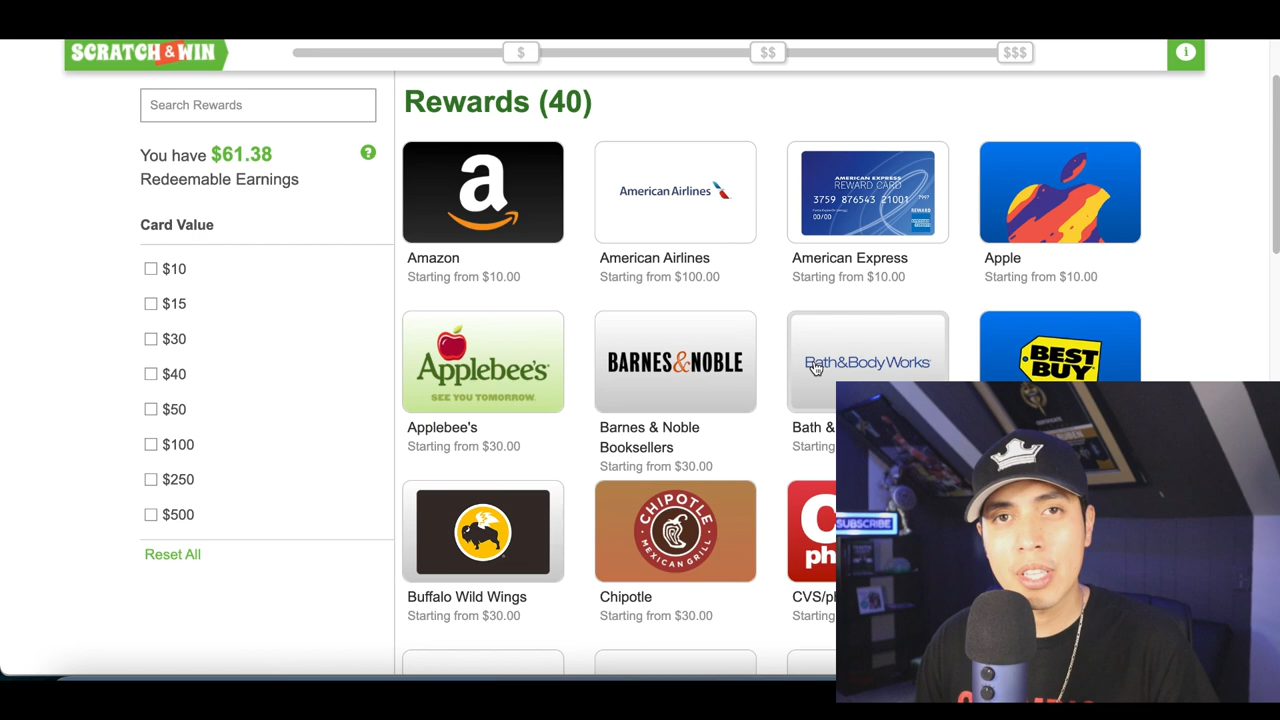 SCRATCH & WIN
$
$$
$$$
i
Search Rewards
You have $61.38
?
Redeemable Earnings
Card Value
$10
$15
$30
$40
$50
$100
$250
$500
Reset All
Rewards (40)
a
American Airlines
AMERICAN EXPRESS
REWARD CARD
3759 876543 21001
00/00
Amazon
Starting from $10.00
American Airlines
Starting from $100.00
American Express
Starting from $10.00
Apple
Starting from $10.00
Applebee's
SEE YOU TOMORROW.
BARNES&NOBLE
Bath&BodyWorks
BEST
BUY
Applebee's
Starting from $30.00
Barnes & Noble
Booksellers
Starting from $30.00
Bath &
Starting
CHIPOTLE
MEXICAN GRILL
ph
Buffalo Wild Wings
Starting from $30.00
Chipotle
Starting from $30.00
CVS/p
Starting
SUBSCRIBE